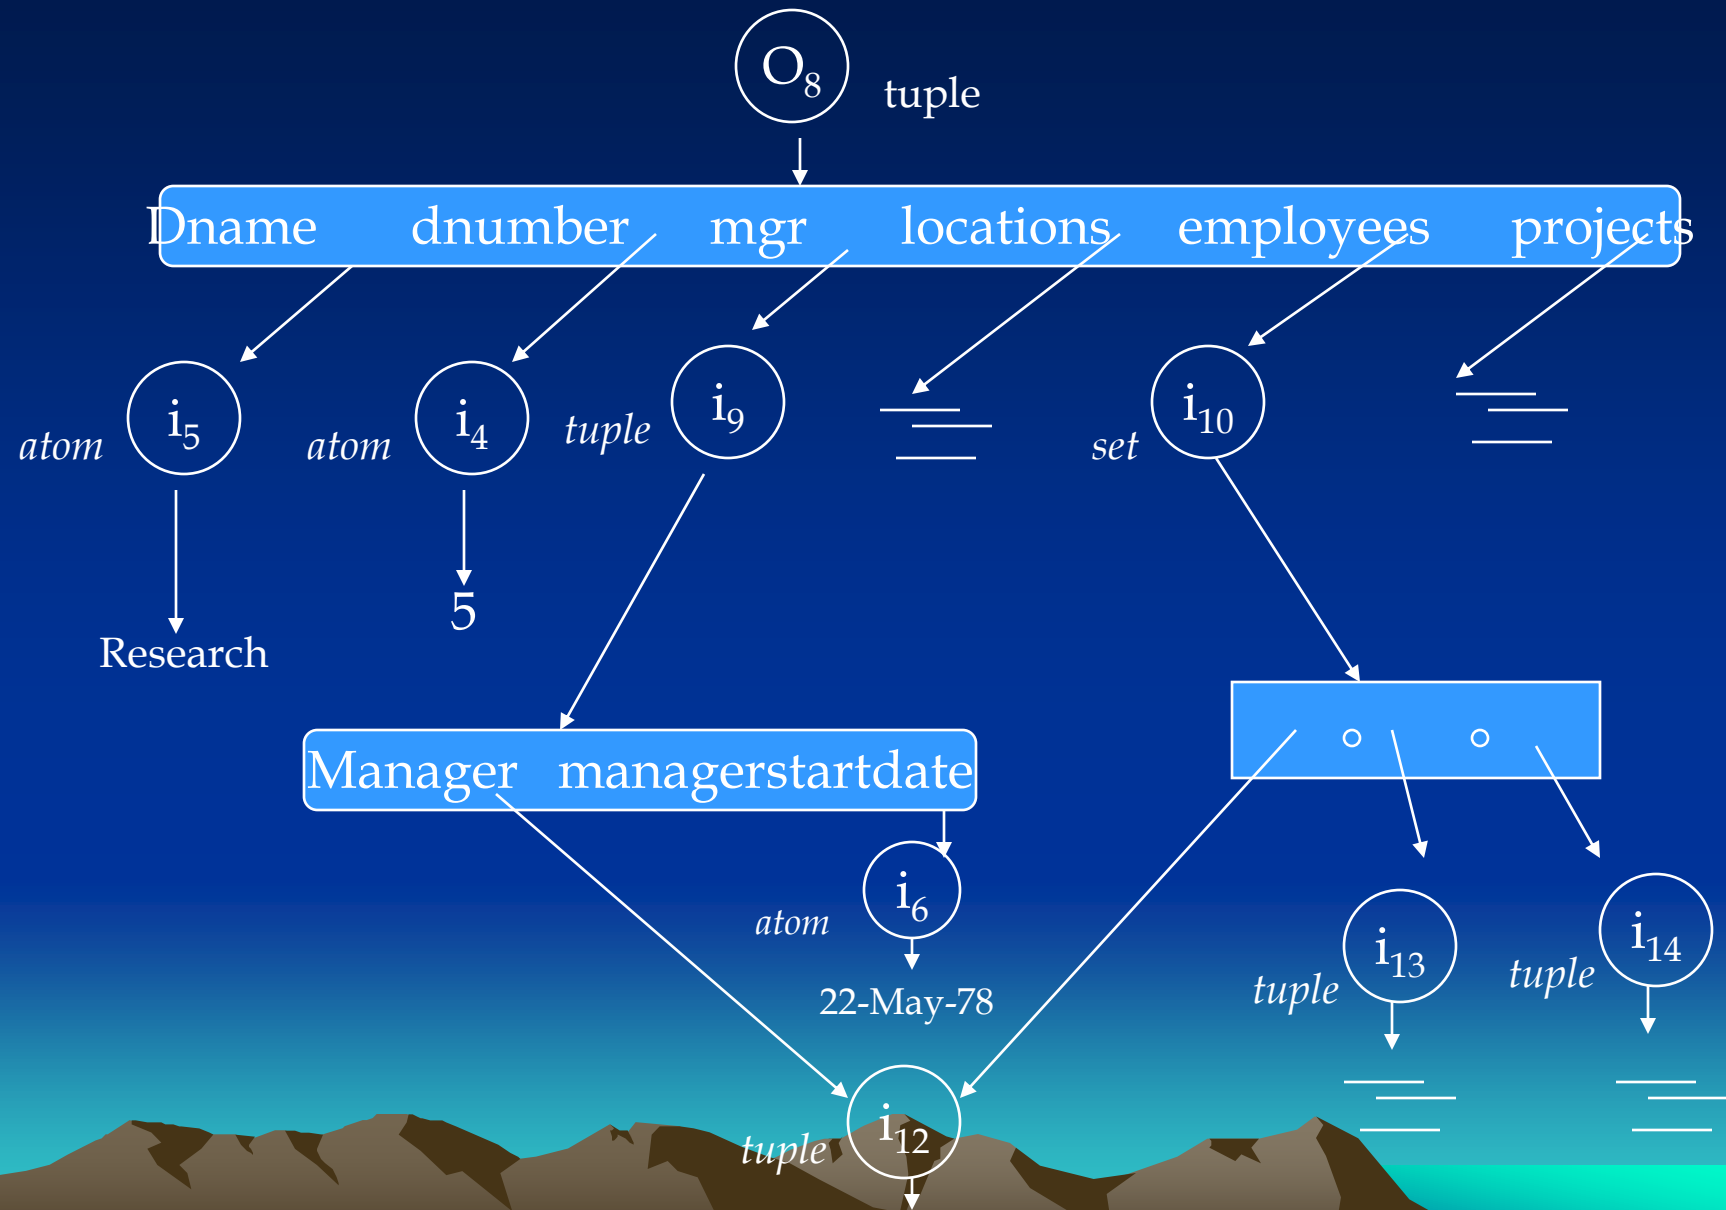 O8 tuple
Dname dnumber mgr locations employees projects
i5 i4 i9 i10
atom atom tuple set
5
Research
Manager managerstartdate
i6
atom
i13 i14
tuple tuple
22-May-78
i12
tuple